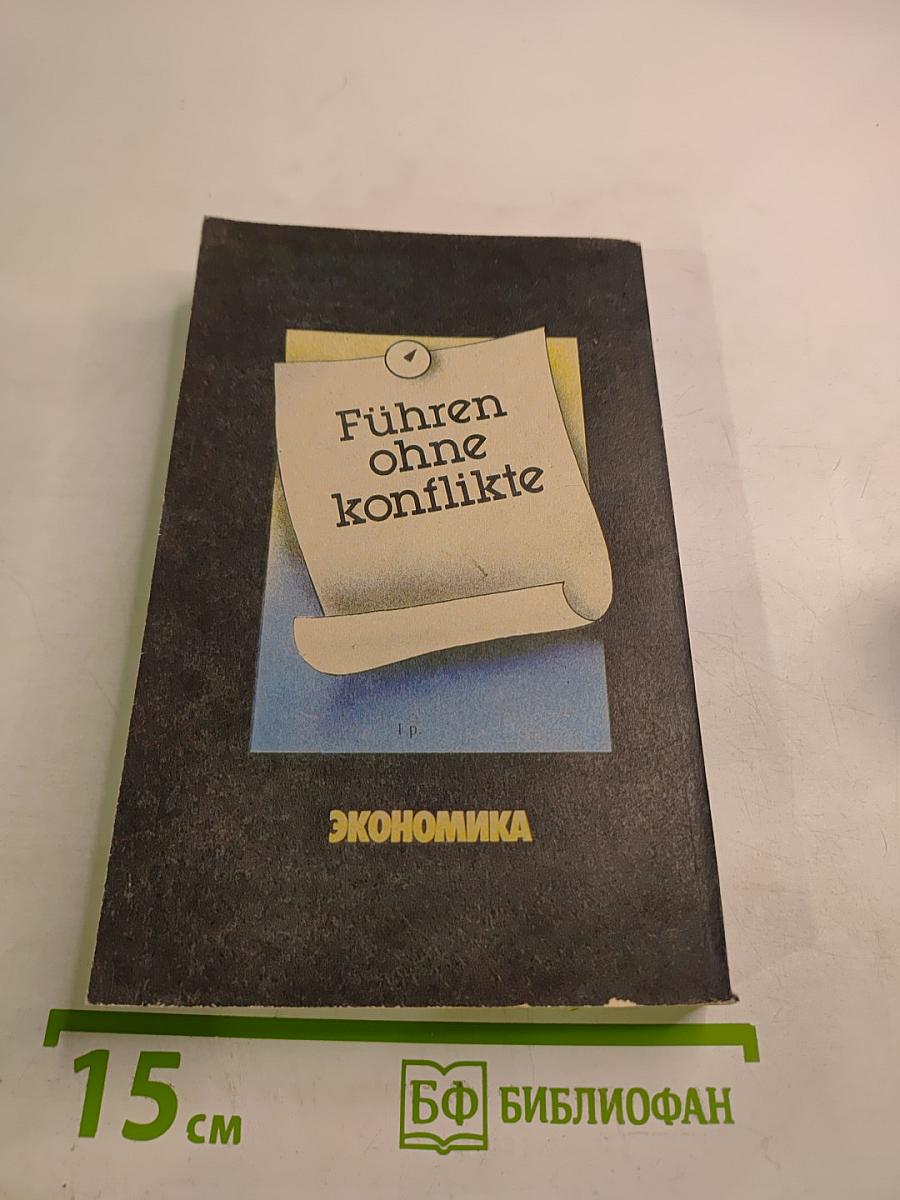 Führen
ohne
konflikte
1 р.
ЭКОНОМИКА
15 см
БФ БИБЛИОФАН